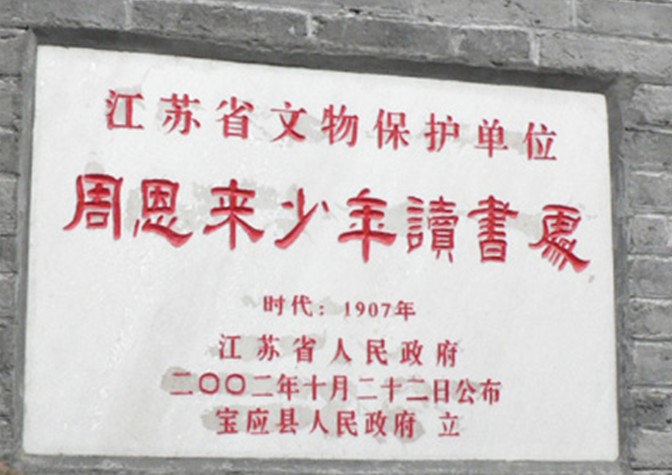 江苏省文物保护单位
周恩来少年讀書處
时代：1907年
江苏省人民政府
二〇〇二年十月二十二日公布
宝应县人民政府 立